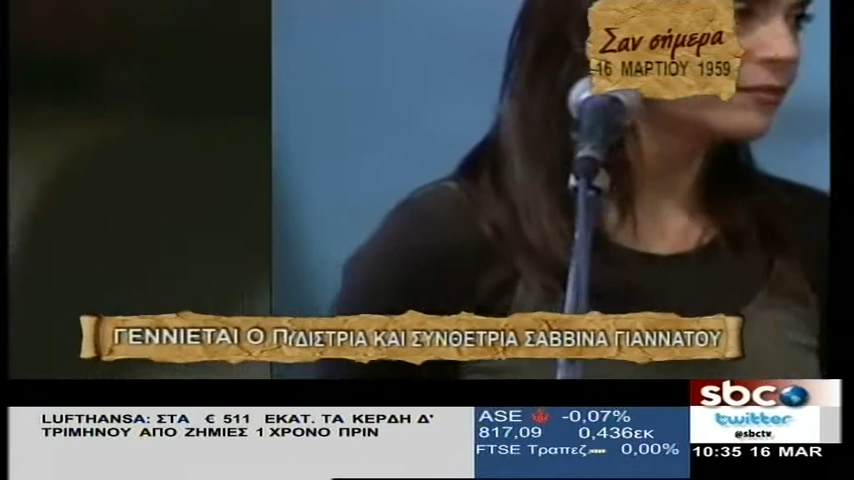 Σαν σήμερα
16 ΜΑΡΤΙΟΥ 1959
ΓΕΝΝΙΕΤΑΙ Ο ΔΙΣΤΡΙΑ ΚΑΙ ΣΥΝΘΕΤΡΙΑ ΣΑΒΒΙΝΑ ΓΙΑΝΝΑΤΟΥ
LUFTHANSA: ΣΤΑ € 511 ΕΚΑΤ. ΤΑ ΚΕΡΔΗ Δ'
ΤΡΙΜΗΝΟΥ ΑΠΟ ΖΗΜΙΕΣ 1 ΧΡΟΝΟ ΠΡΙΝ
ASE -0,07%
817,09 0,436εκ
FTSE Τραπεζ 0,00%
sbc
twitter
@sbctv
10:35 16 MAR